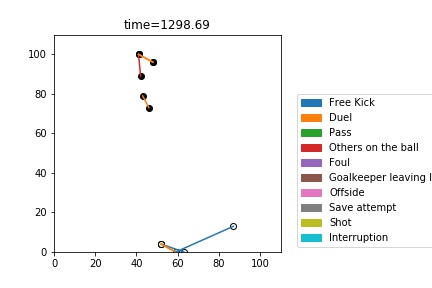 time=1298.69
100
80
60
40
20
0
0 20 40 60 80 100
Free Kick
Duel
Pass
Others on the ball
Foul
Goalkeeper leaving l
Offside
Save attempt
Shot
Interruption